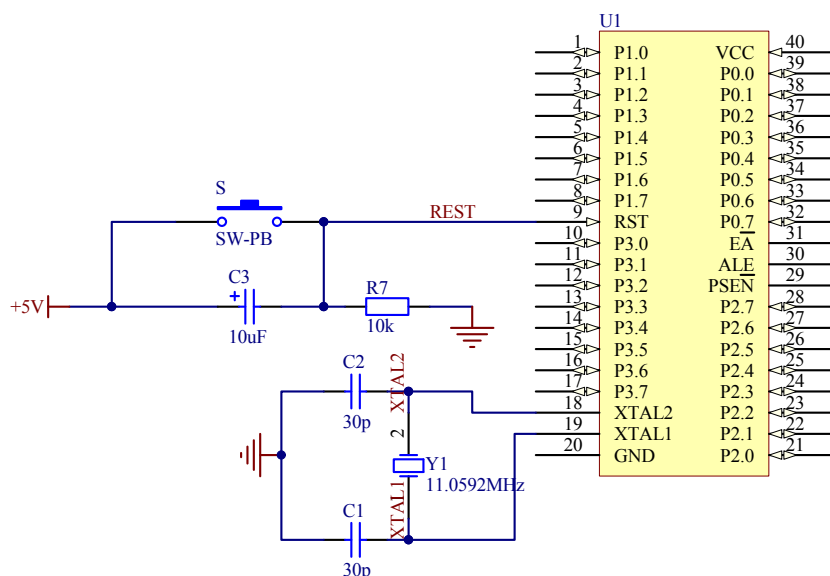 U1
1 P1.0 VCC 40
2 P1.1 P0.0 39
3 P1.2 P0.1 38
4 P1.3 P0.2 37
5 P1.4 P0.3 36
6 P1.5 P0.4 35
7 P1.6 P0.5 34
8 P1.7 P0.6 33
9 RST P0.7 32
10 P3.0 EA 31
11 P3.1 ALE 30
12 P3.2 PSEN 29
13 P3.3 P2.7 28
14 P3.4 P2.6 27
15 P3.5 P2.5 26
16 P3.6 P2.4 25
17 P3.7 P2.3 24
18 XTAL2 P2.2 23
19 XTAL1 P2.1 22
20 GND P2.0 21
S
SW-PB
REST
+5V
C3
+
10uF
R7
10k
C2
30p
XTAL2
2
Y1
11.0592MHz
XTAL1
C1
30p